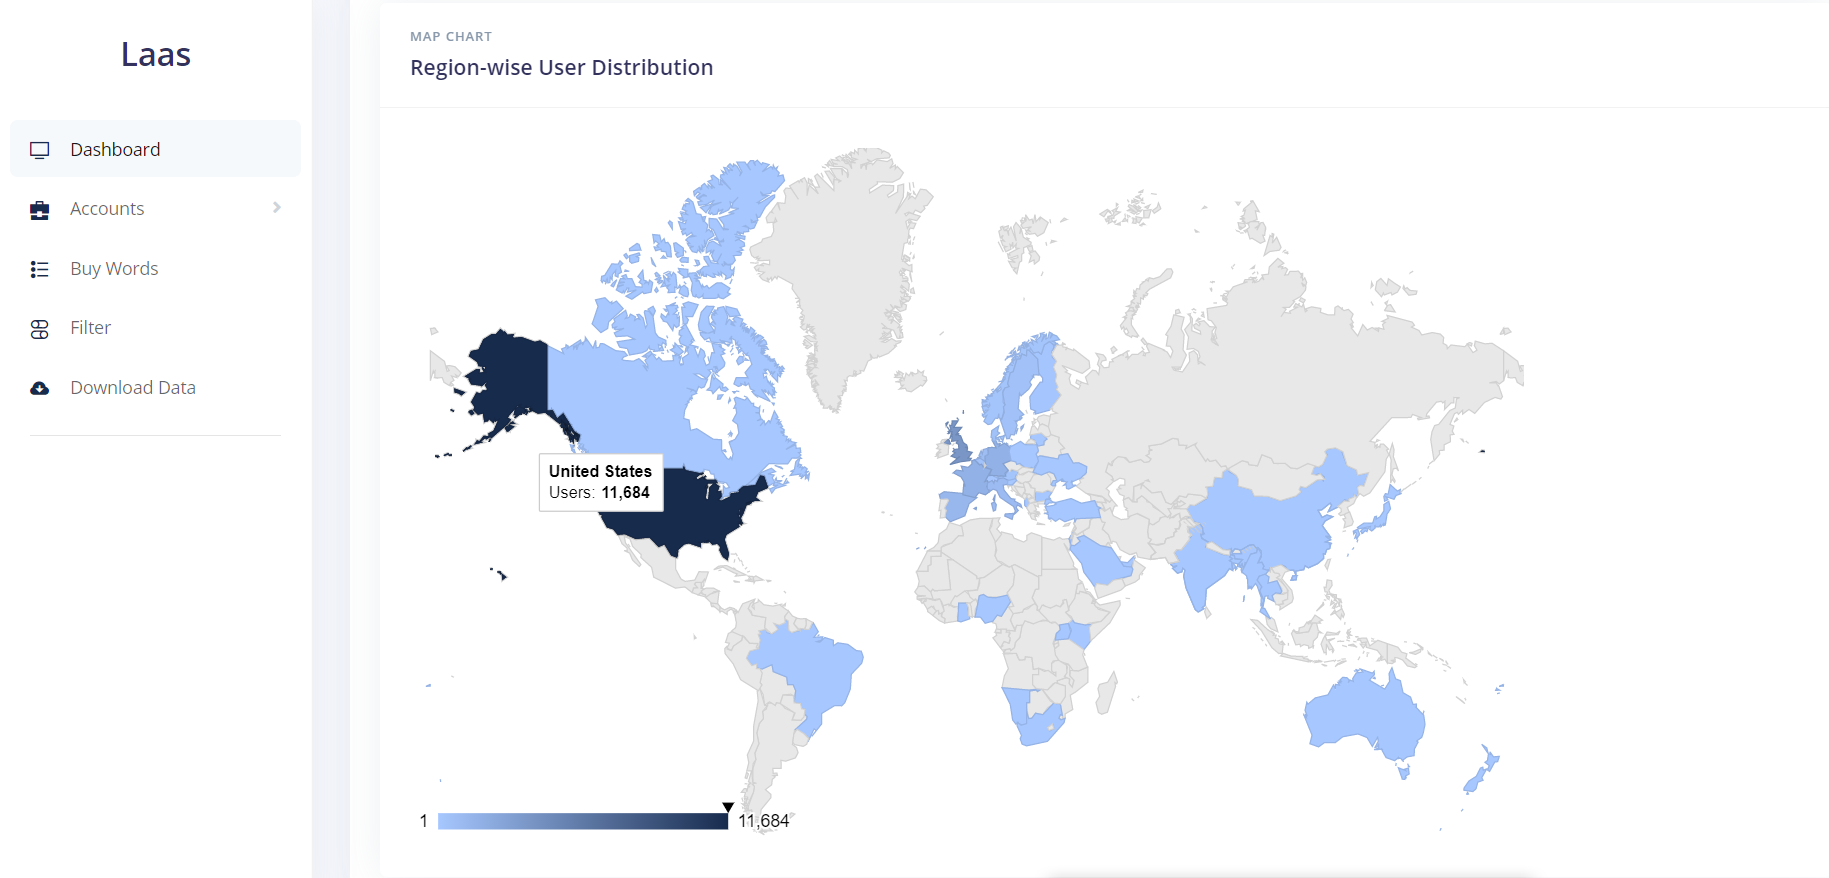 Laas
Dashboard
Accounts
Buy Words
Filter
Download Data
MAP CHART
Region-wise User Distribution
United States
Users: 11,684
1
11,684